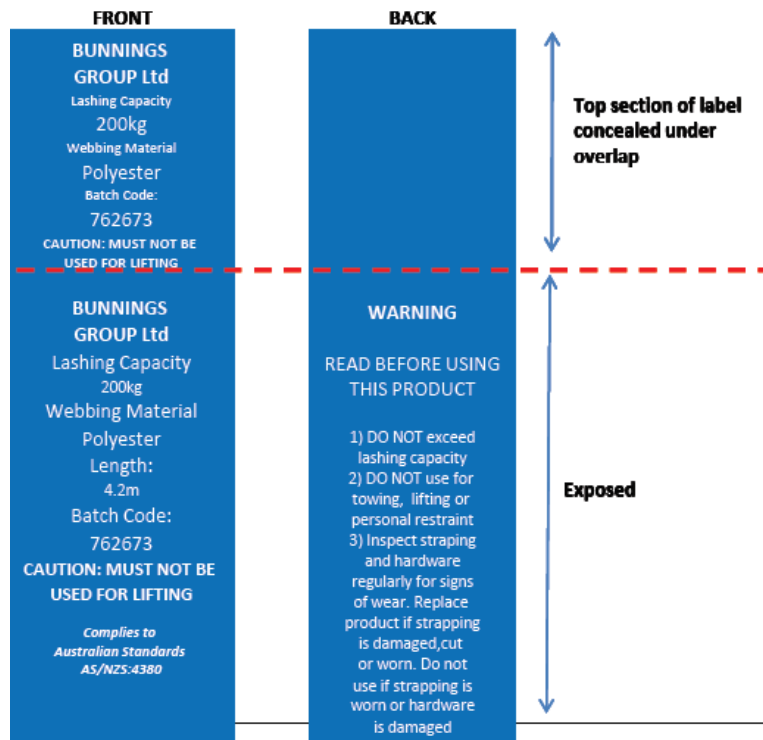 FRONT
BUNNINGS
GROUP Ltd
Lashing Capacity
200kg
Webbing Material
Polyester
Batch Code:
762673
CAUTION: MUST NOT BE
USED FOR LIFTING
BUNNINGS
GROUP Ltd
Lashing Capacity
200kg
Webbing Material
Polyester
Length:
4.2m
Batch Code:
762673
CAUTION: MUST NOT BE
USED FOR LIFTING
Complies to
Australian Standards
AS/NZS:4380
BACK
WARNING
READ BEFORE USING
THIS PRODUCT
1) DO NOT exceed
lashing capacity
2) DO NOT use for
towing, lifting or
personal restraint
3) Inspect straping
and hardware
regularly for signs
of wear. Replace
product if strapping
is damaged,cut
or worn. Do not
use if strapping is
worn or hardware
is damaged
Top section of label
concealed under
overlap
Exposed